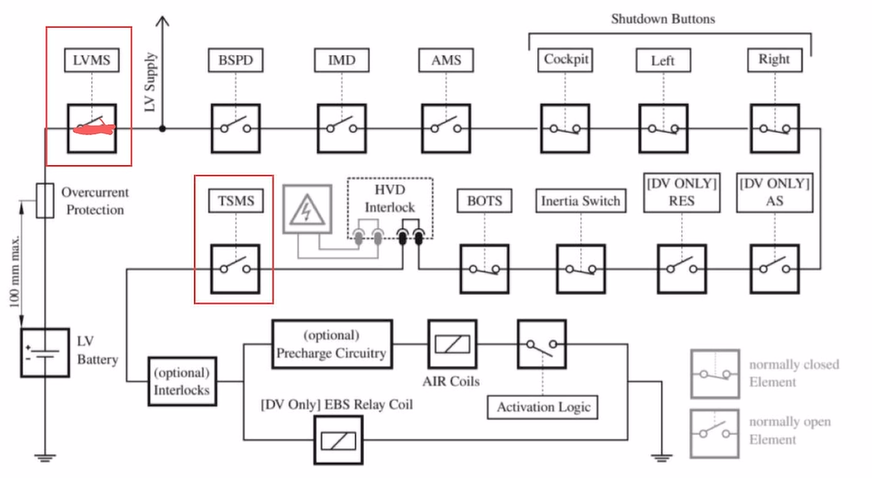 Shutdown Buttons
LVMS
LV Supply
BSPD
IMD
AMS
Cockpit
Left
Right
Overcurrent
Protection
100 mm max.
TSMS
HVD
Interlock
BOTS
Inertia Switch
[DV ONLY]
RES
[DV ONLY]
AS
LV
Battery
+
-
(optional)
Interlocks
(optional)
Precharge Circuitry
AIR Coils
Activation Logic
[DV Only] EBS Relay Coil
normally closed
Element
normally open
Element